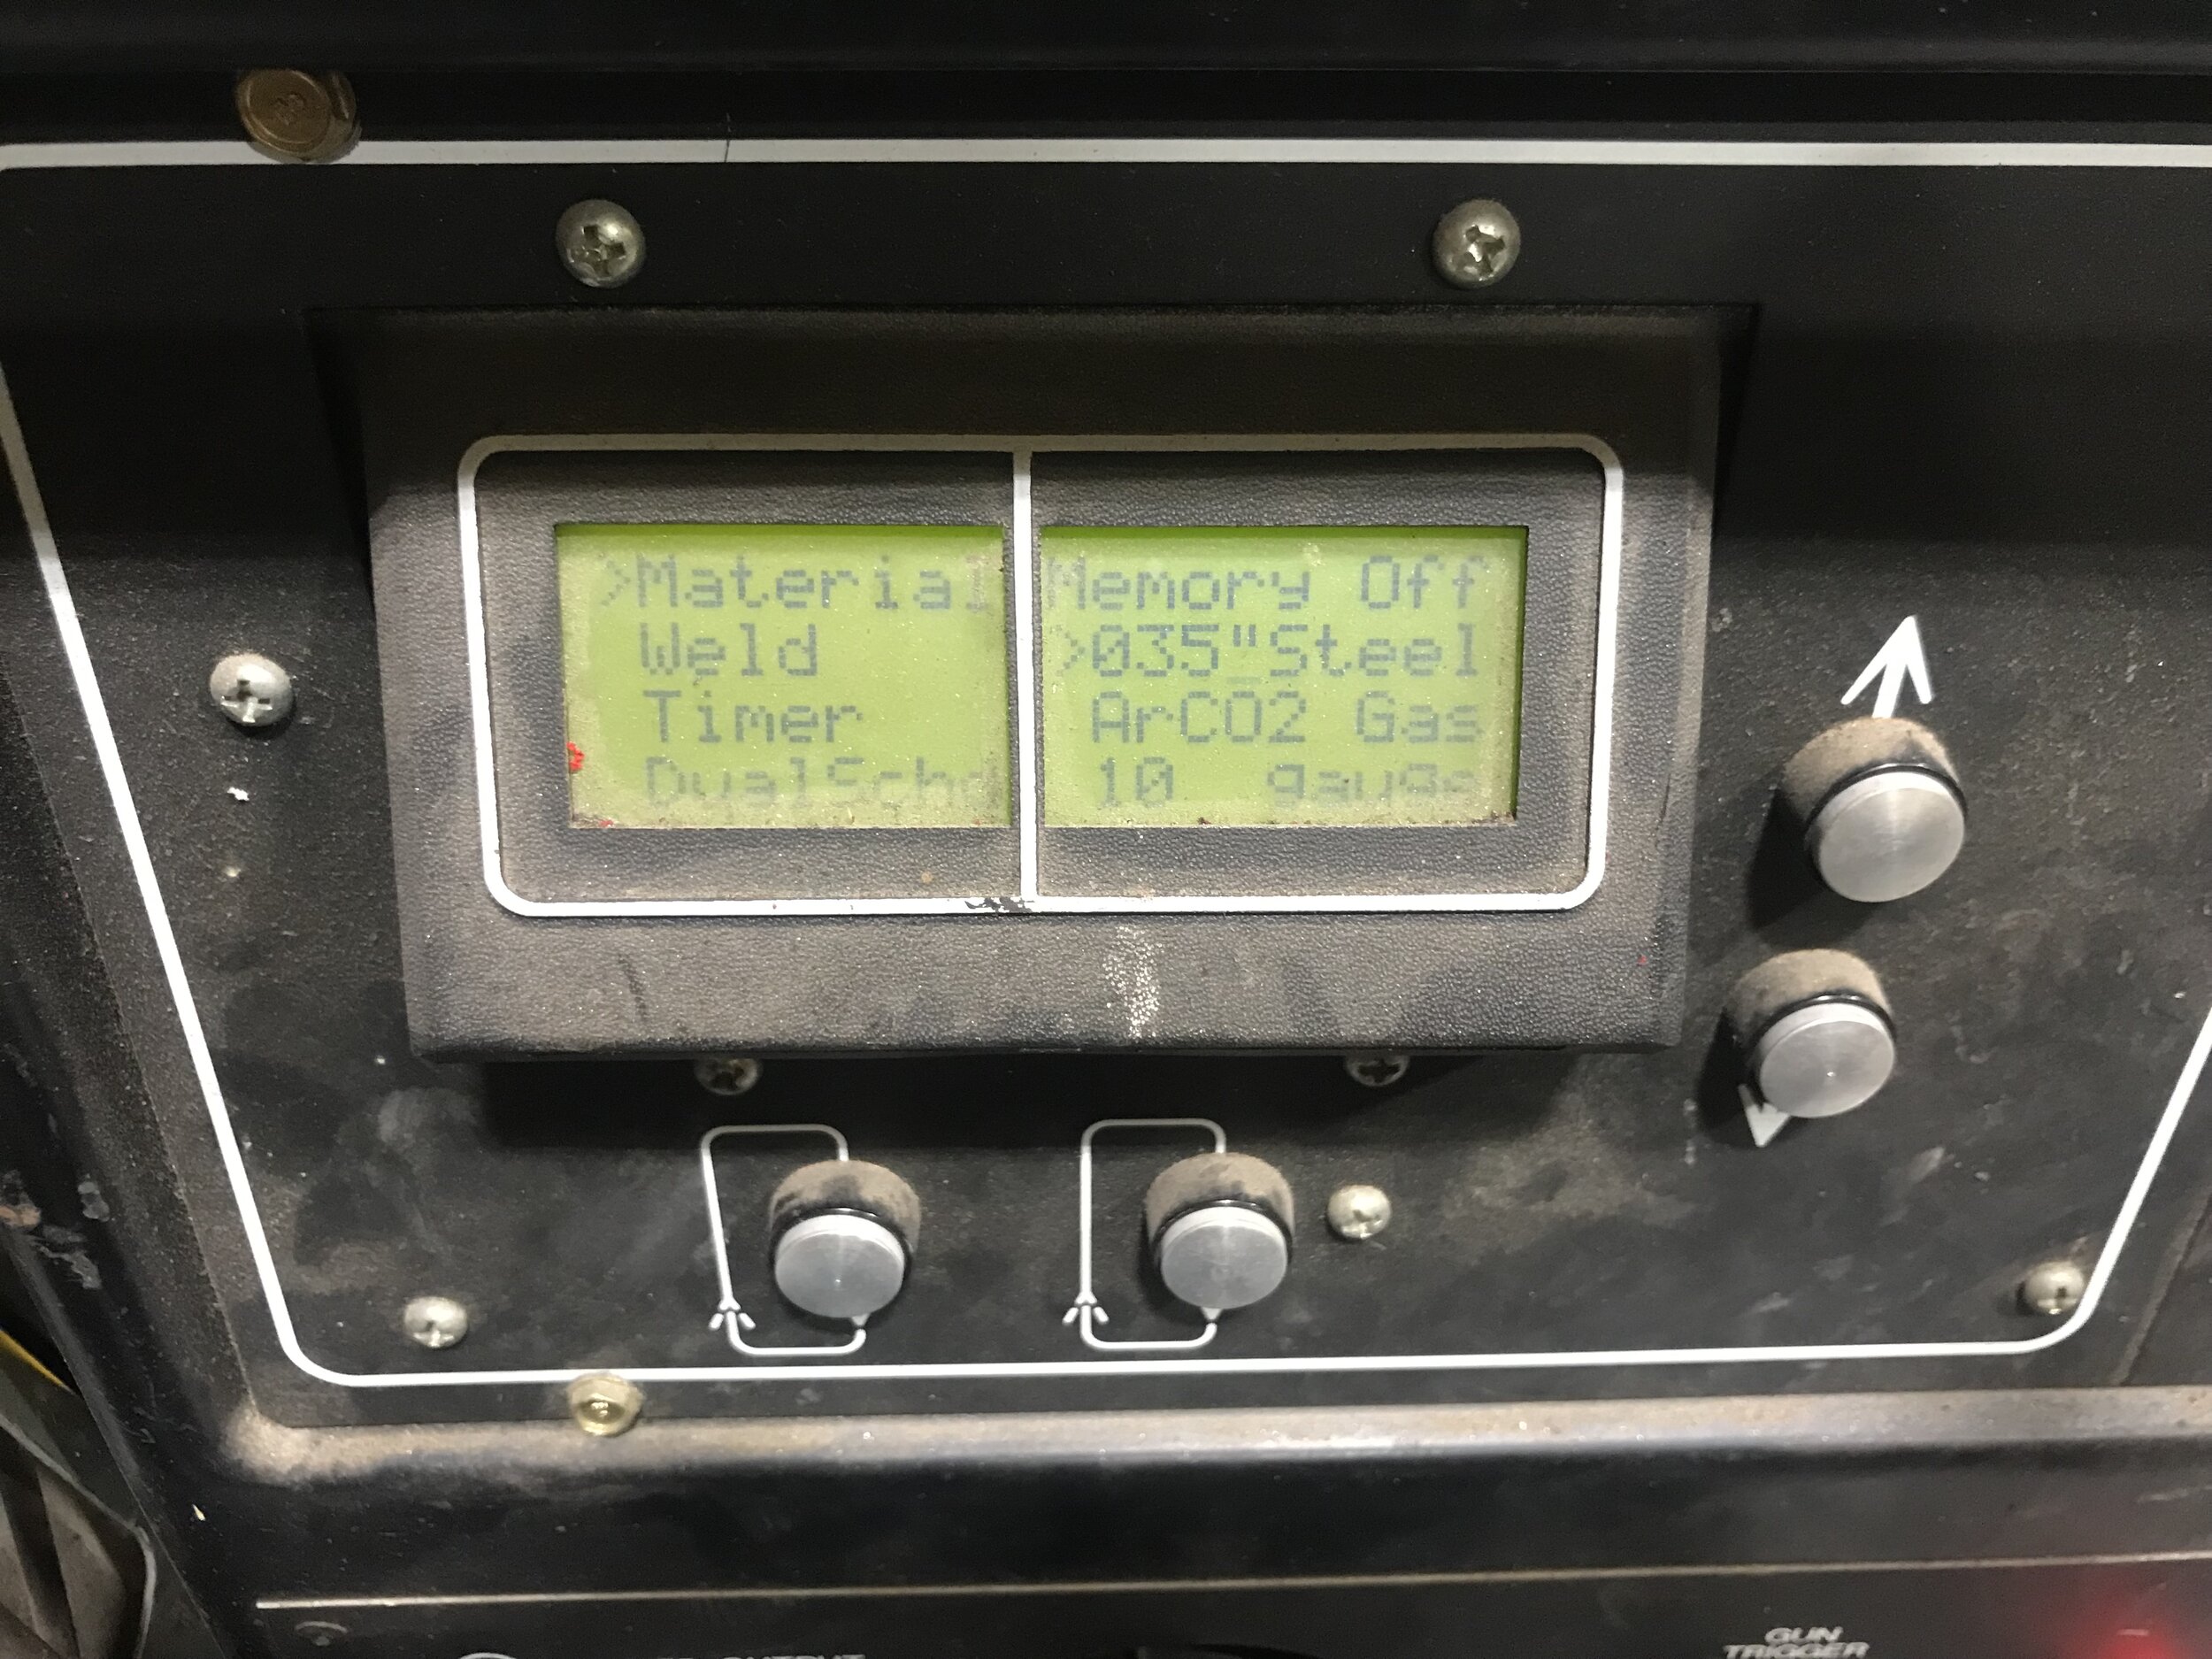 >Material
Weld
Timer
DualSchd
Memory Off
>035"Steel
ArCO2 Gas
10 gauge
GUN
TRIGGER